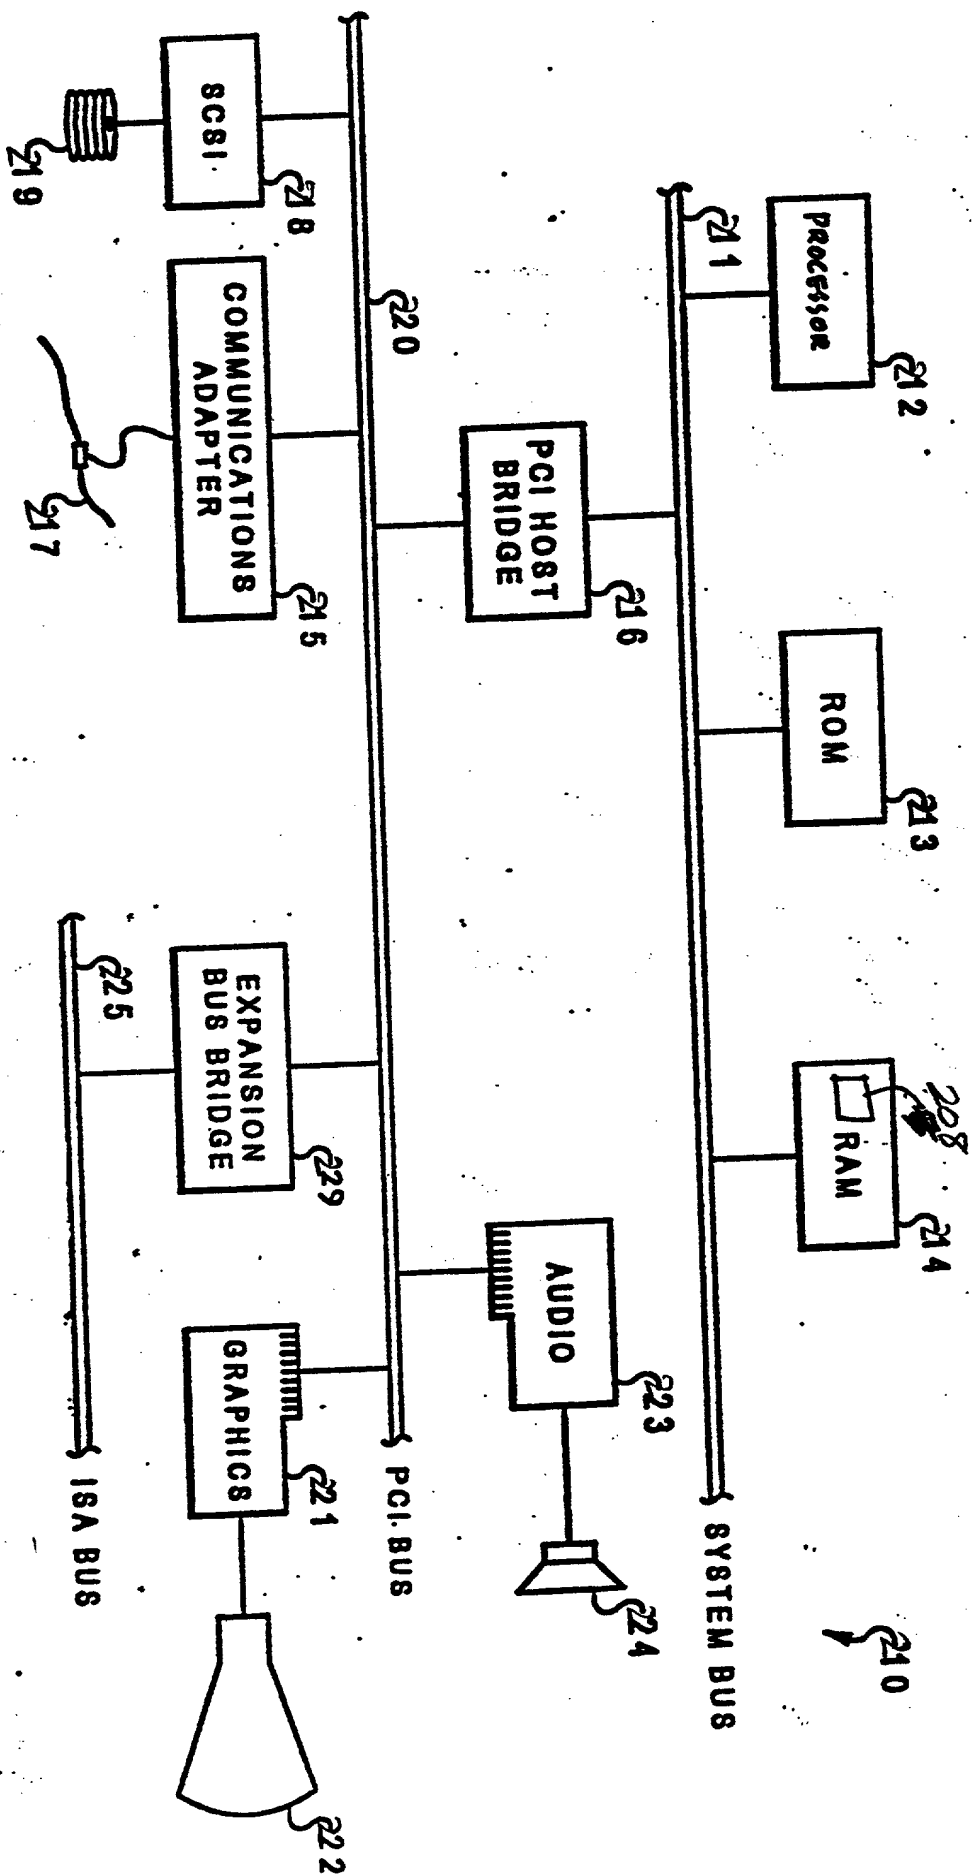 210
208
PROCESSOR
212
ROM
213
RAM
214
211
SYSTEM BUS
PCI HOST
BRIDGE
216
AUDIO
223
224
220
PCI BUS
SCSI
218
219
COMMUNICATIONS
ADAPTER
215
217
EXPANSION
BUS BRIDGE
229
GRAPHICS
221
222
225
ISA BUS